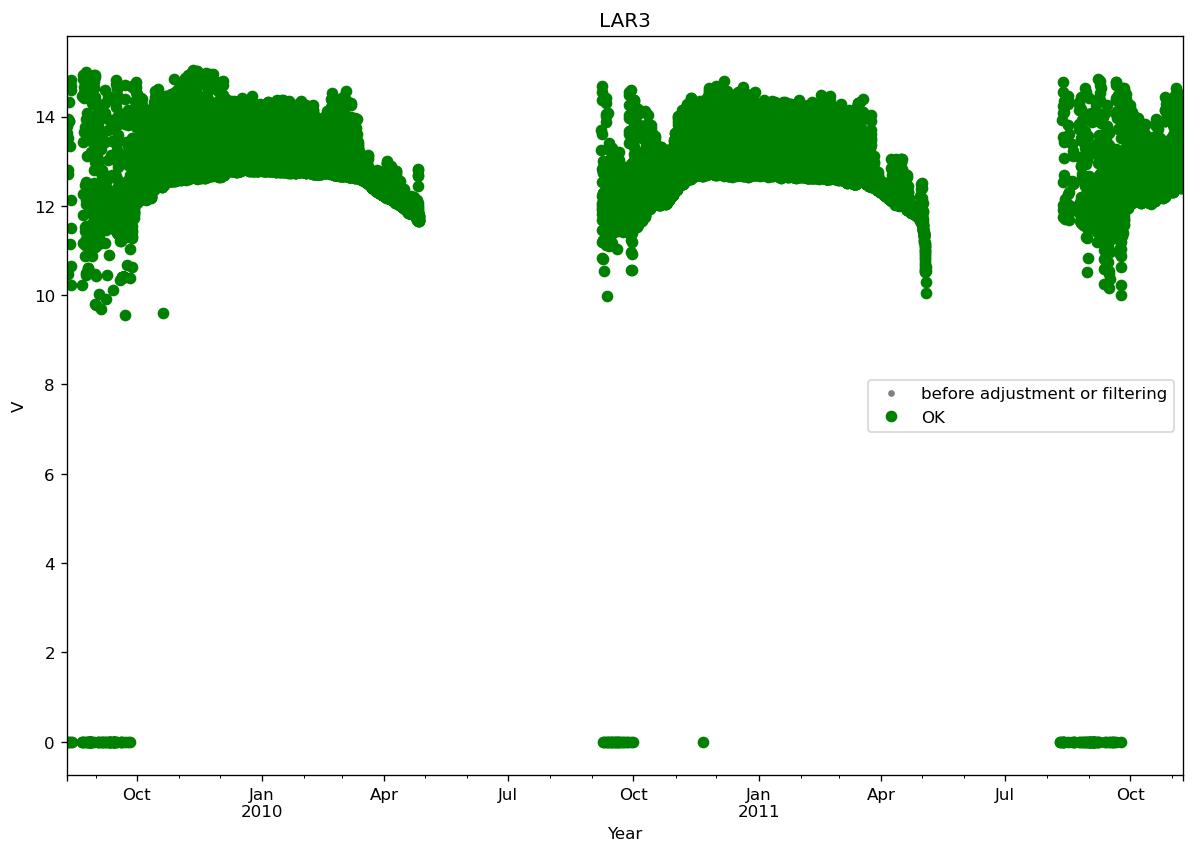 LAR3
V
14
12
10
8
6
4
2
0
before adjustment or filtering
OK
Oct
Jan
2010
Apr
Jul
Oct
Jan
2011
Apr
Jul
Oct
Year